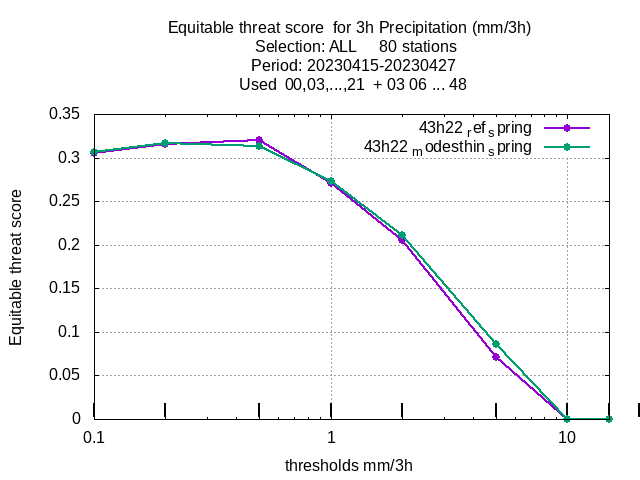 Equitable threat score  for 3h Precipitation (mm/3h)
Selection: ALL     80 stations
Period: 20230415-20230427
Used  00,03,...,21  + 03 06 ... 48
43h22 ref spring
43h22 modesthin spring
0.35
0.3
0.25
0.2
0.15
0.1
0.05
0
Equitable threat score
0.1 1 10
thresholds mm/3h